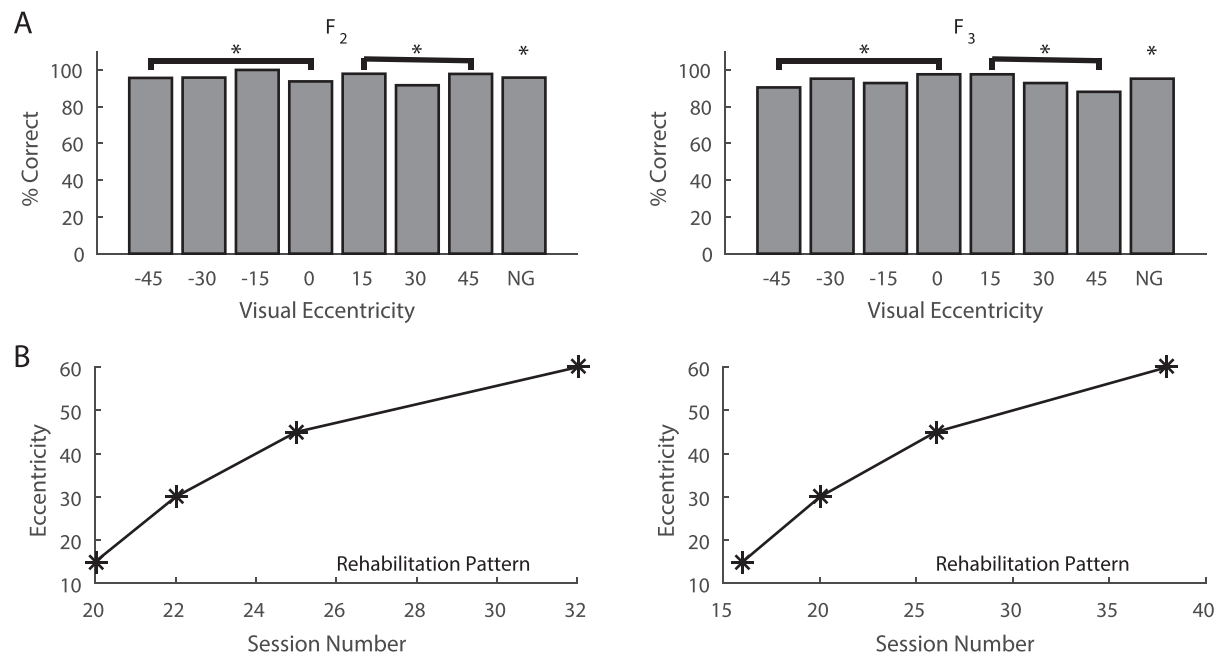 A
F2
F3
* * *
* * *
% Correct
100
80
60
40
20
0
-45 -30 -15 0 15 30 45 NG
Visual Eccentricity
% Correct
100
80
60
40
20
0
-45 -30 -15 0 15 30 45 NG
Visual Eccentricity
B
Eccentricity
60
50
40
30
20
10
Rehabilitation Pattern
20 22 24 26 28 30 32
Session Number
Eccentricity
60
50
40
30
20
10
Rehabilitation Pattern
15 20 25 30 35 40
Session Number